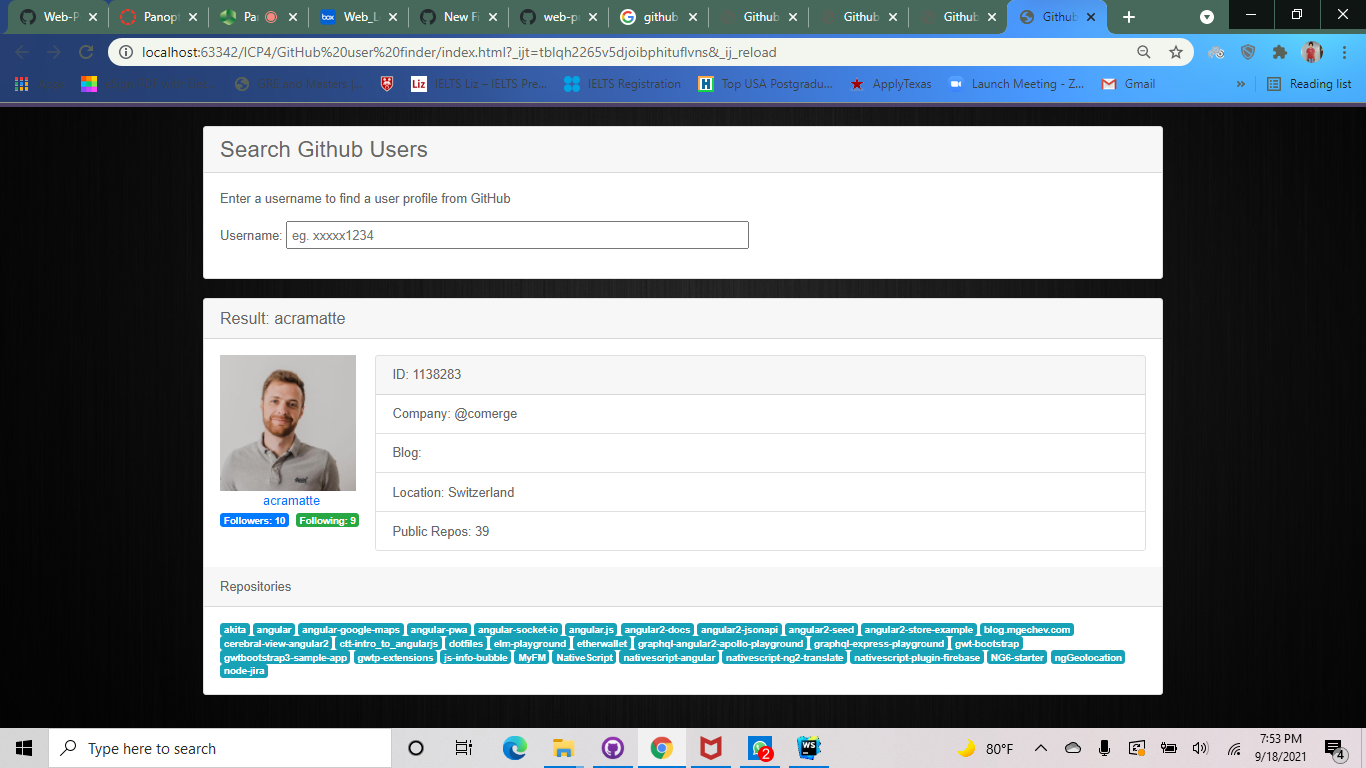 Web-P
Panop
Pa
Web_L
New Fi
web-p
github
Github
Github
Github
Github
localhost:63342/ICP4/GitHub%20user%20finder/index.html?_ijt=tblqh2265v5djoibphituflvns&_ij_reload
Liz IELTS Liz – IELTS Pre...
IELTS Registration
H Top USA Postgradu...
ApplyTexas
Launch Meeting - Z...
Gmail
»
Reading list
Search Github Users
Enter a username to find a user profile from GitHub
Username: eg. xxxxx1234
Result: acramatte
ID: 1138283
Company: @comerge
Blog:
Location: Switzerland
Public Repos: 39
acramatte
Followers: 10 Following: 9
Repositories
akita angular angular-google-maps angular-pwa angular-socket-io angular.js angular2-docs angular2-jsonapi angular2-seed angular2-store-example blog.mgechev.com
cerebral-view-angular2 ctt-intro_to_angularjs dotfiles elm-playground etherwallet graphql-angular2-apollo-playground graphql-express-playground gwt-bootstrap
gwtbootstrap3-sample-app gwtp-extensions js-info-bubble MyFM NativeScript nativescript-angular nativescript-ng2-translate nativescript-plugin-firebase NG6-starter ngGeolocation
node-jira
Type here to search
2
WS
80°F
7:53 PM
9/18/2021
4